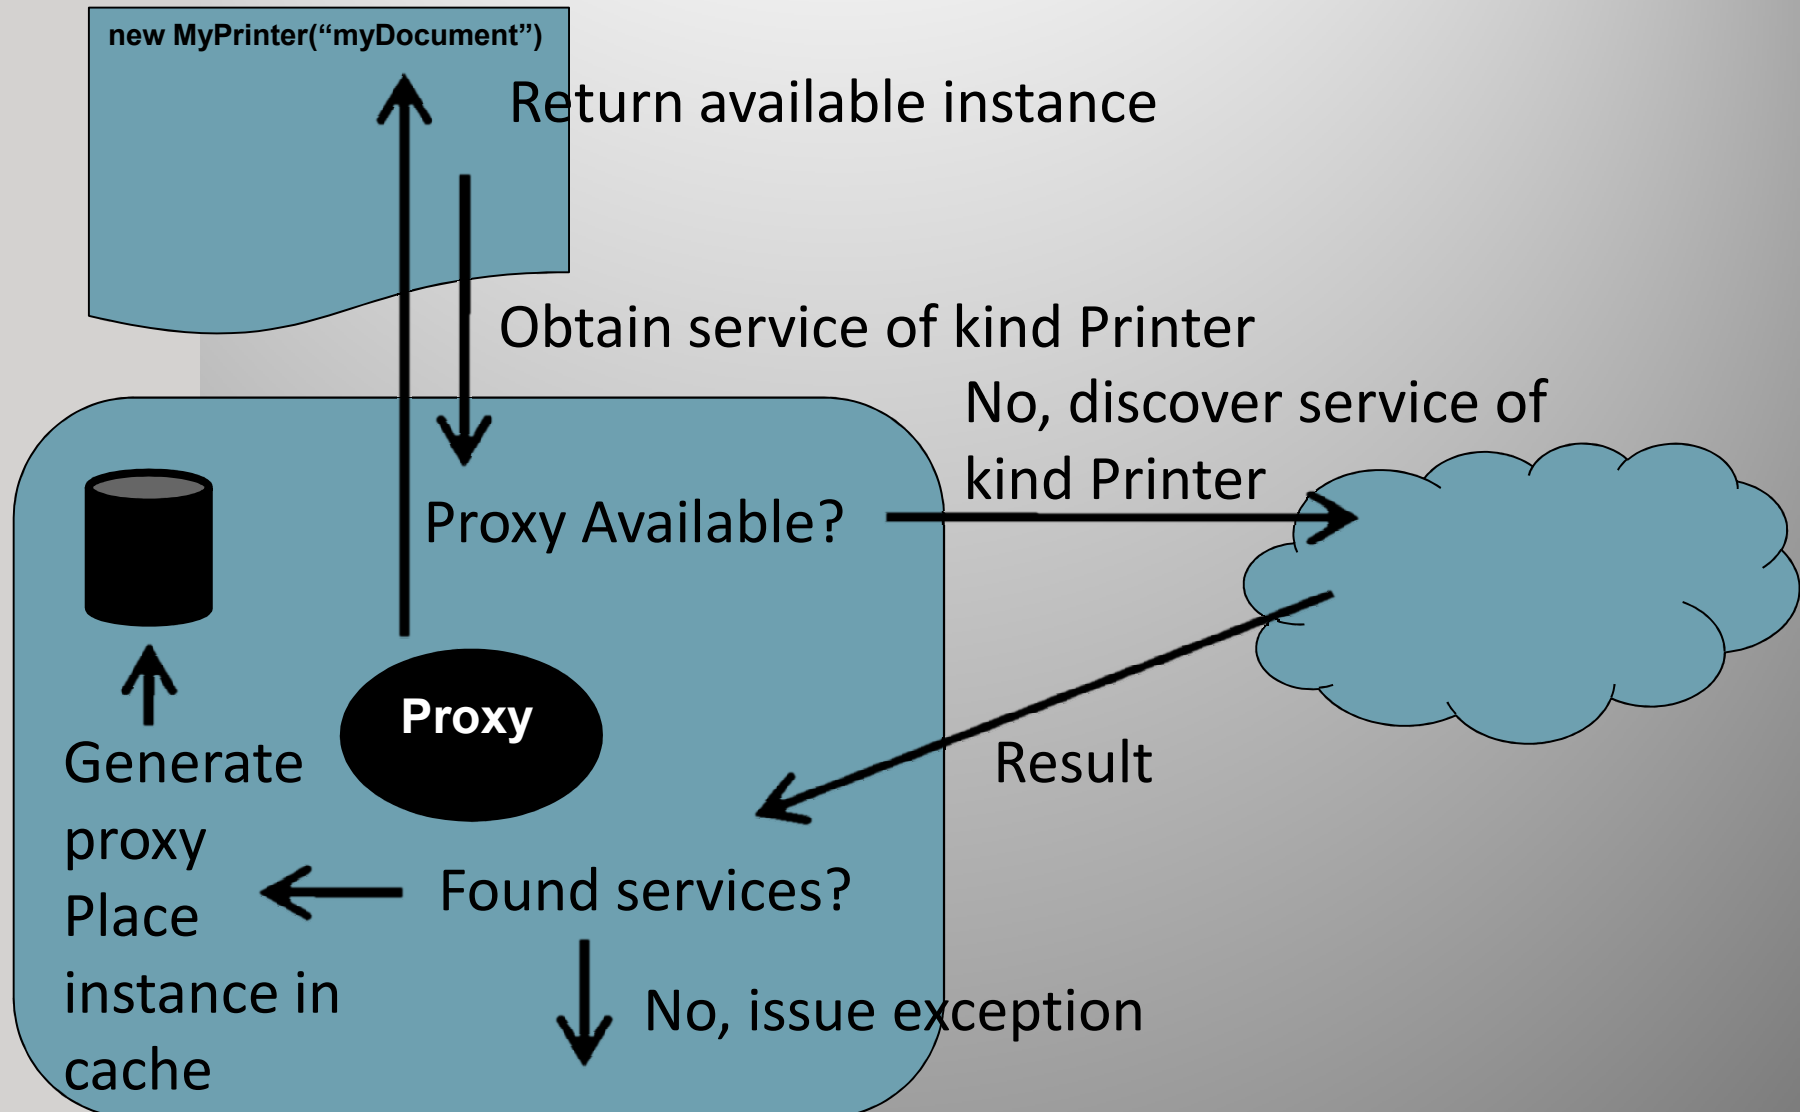 new MyPrinter(“myDocument”)
Return available instance
Obtain service of kind Printer
No, discover service of
kind Printer
Proxy Available?
Proxy
Generate
proxy
Place
instance in
cache
Result
Found services?
No, issue exception